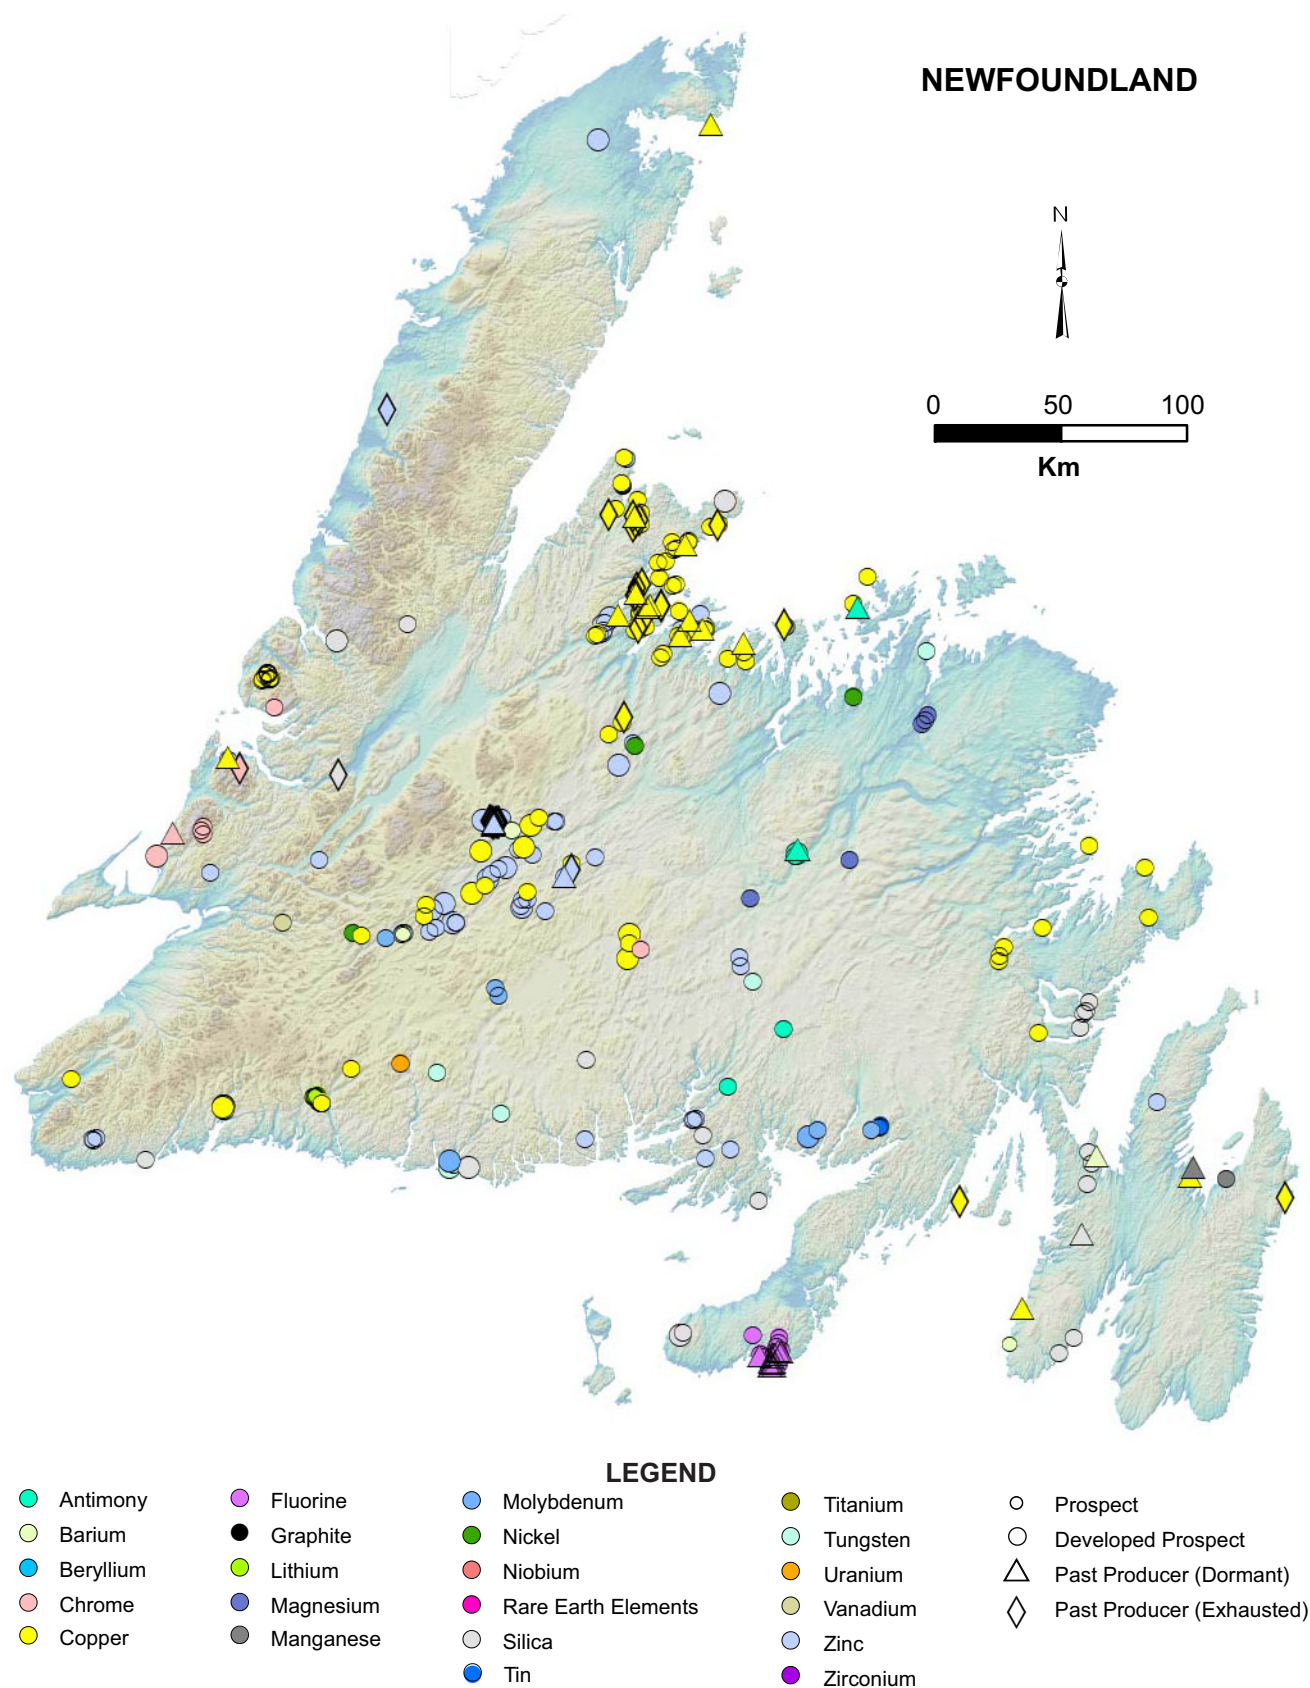 NEWFOUNDLAND
N
0 50 100
Km
LEGEND
Antimony
Barium
Beryllium
Chrome
Copper
Fluorine
Graphite
Lithium
Magnesium
Manganese
Molybdenum
Nickel
Niobium
Rare Earth Elements
Silica
Tin
Titanium
Tungsten
Uranium
Vanadium
Zinc
Zirconium
Prospect
Developed Prospect
Past Producer (Dormant)
Past Producer (Exhausted)